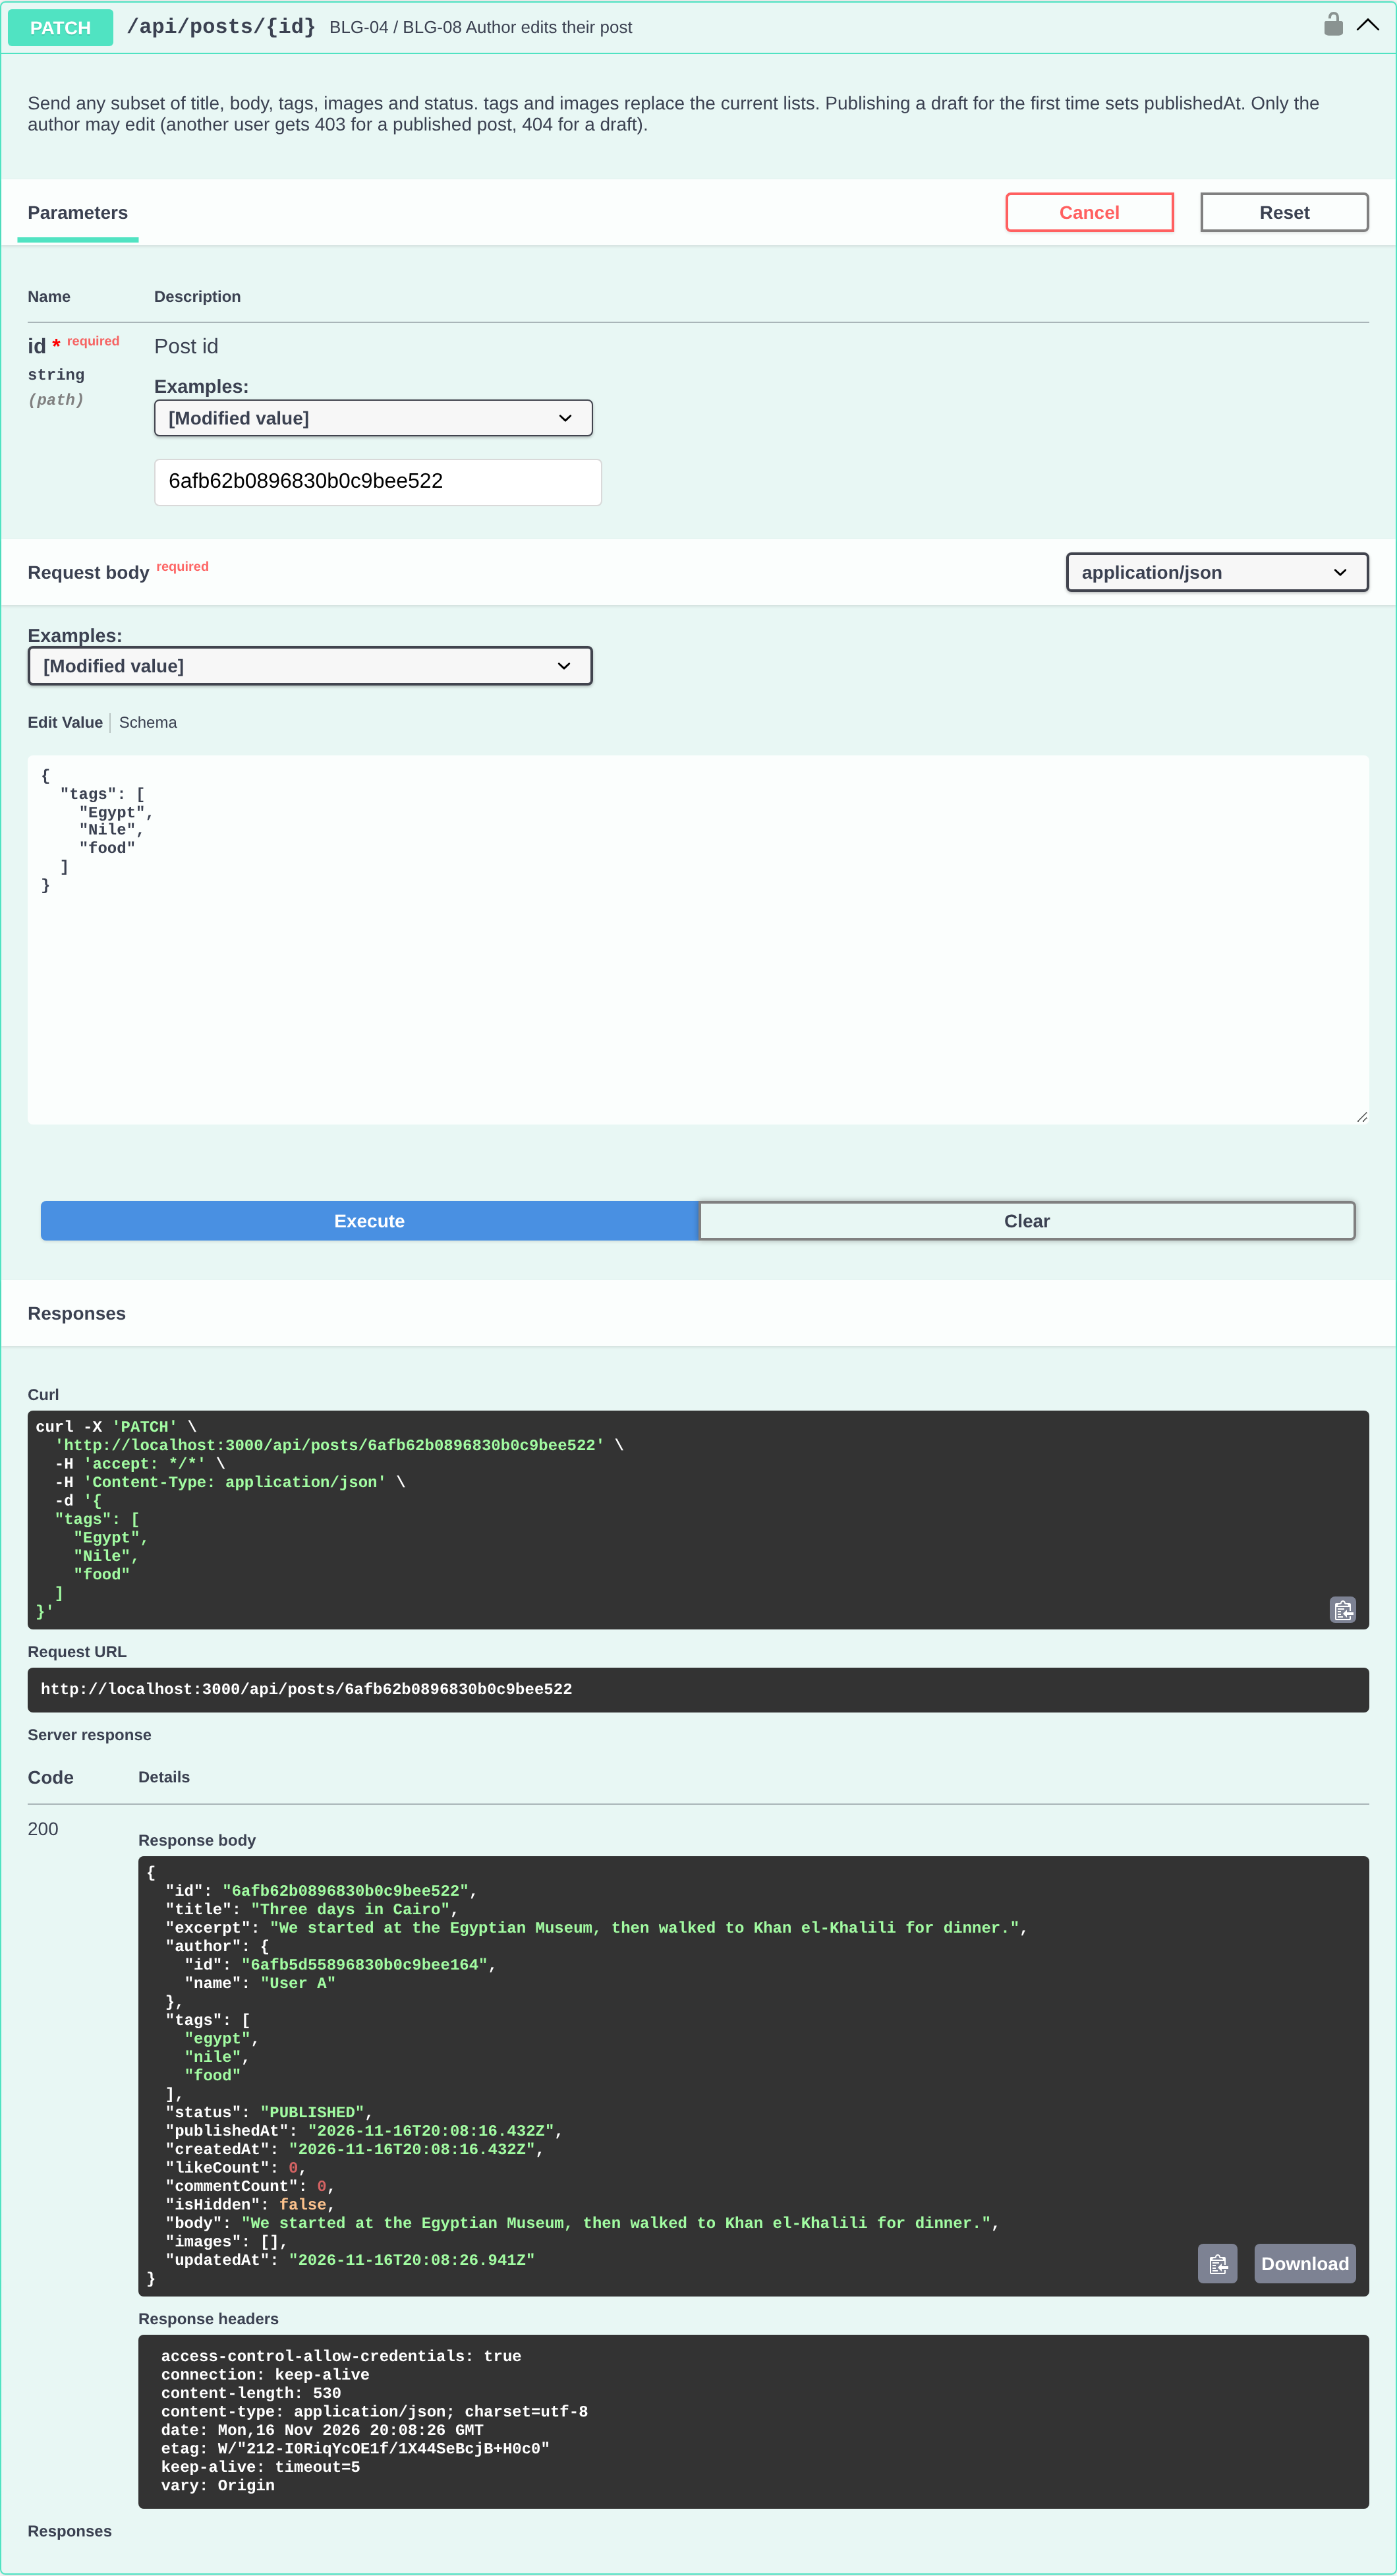 PATCH /api/posts/{id} BLG-04 / BLG-08 Author edits their post
Send any subset of title, body, tags, images and status. tags and images replace the current lists. Publishing a draft for the first time sets publishedAt. Only the
author may edit (another user gets 403 for a published post, 404 for a draft).
Parameters
Cancel
Reset
Name Description
id * required
string
(path)
Post id
Examples:
[Modified value]
6afb62b0896830b0c9bee522
Request body required
application/json
Examples:
[Modified value]
Edit Value
Schema
{
  "tags": [
    "Egypt",
    "Nile",
    "food"
  ]
}
Execute
Clear
Responses
Curl
curl -X 'PATCH' \
  'http://localhost:3000/api/posts/6afb62b0896830b0c9bee522' \
  -H 'accept: */*' \
  -H 'Content-Type: application/json' \
  -d '{
  "tags": [
    "Egypt",
    "Nile",
    "food"
  ]
}'
Request URL
http://localhost:3000/api/posts/6afb62b0896830b0c9bee522
Server response
Code Details
200
Response body
{
  "id": "6afb62b0896830b0c9bee522",
  "title": "Three days in Cairo",
  "excerpt": "We started at the Egyptian Museum, then walked to Khan el-Khalili for dinner.",
  "author": {
    "id": "6afb5d55896830b0c9bee164",
    "name": "User A"
  },
  "tags": [
    "egypt",
    "nile",
    "food"
  ],
  "status": "PUBLISHED",
  "publishedAt": "2026-11-16T20:08:16.432Z",
  "createdAt": "2026-11-16T20:08:16.432Z",
  "likeCount": 0,
  "commentCount": 0,
  "isHidden": false,
  "body": "We started at the Egyptian Museum, then walked to Khan el-Khalili for dinner.",
  "images": [],
  "updatedAt": "2026-11-16T20:08:26.941Z"
}
Download
Response headers
access-control-allow-credentials: true
connection: keep-alive
content-length: 530
content-type: application/json; charset=utf-8
date: Mon,16 Nov 2026 20:08:26 GMT
etag: W/"212-I0RiqYcOE1f/1X44SeBcjB+H0c0"
keep-alive: timeout=5
vary: Origin
Responses